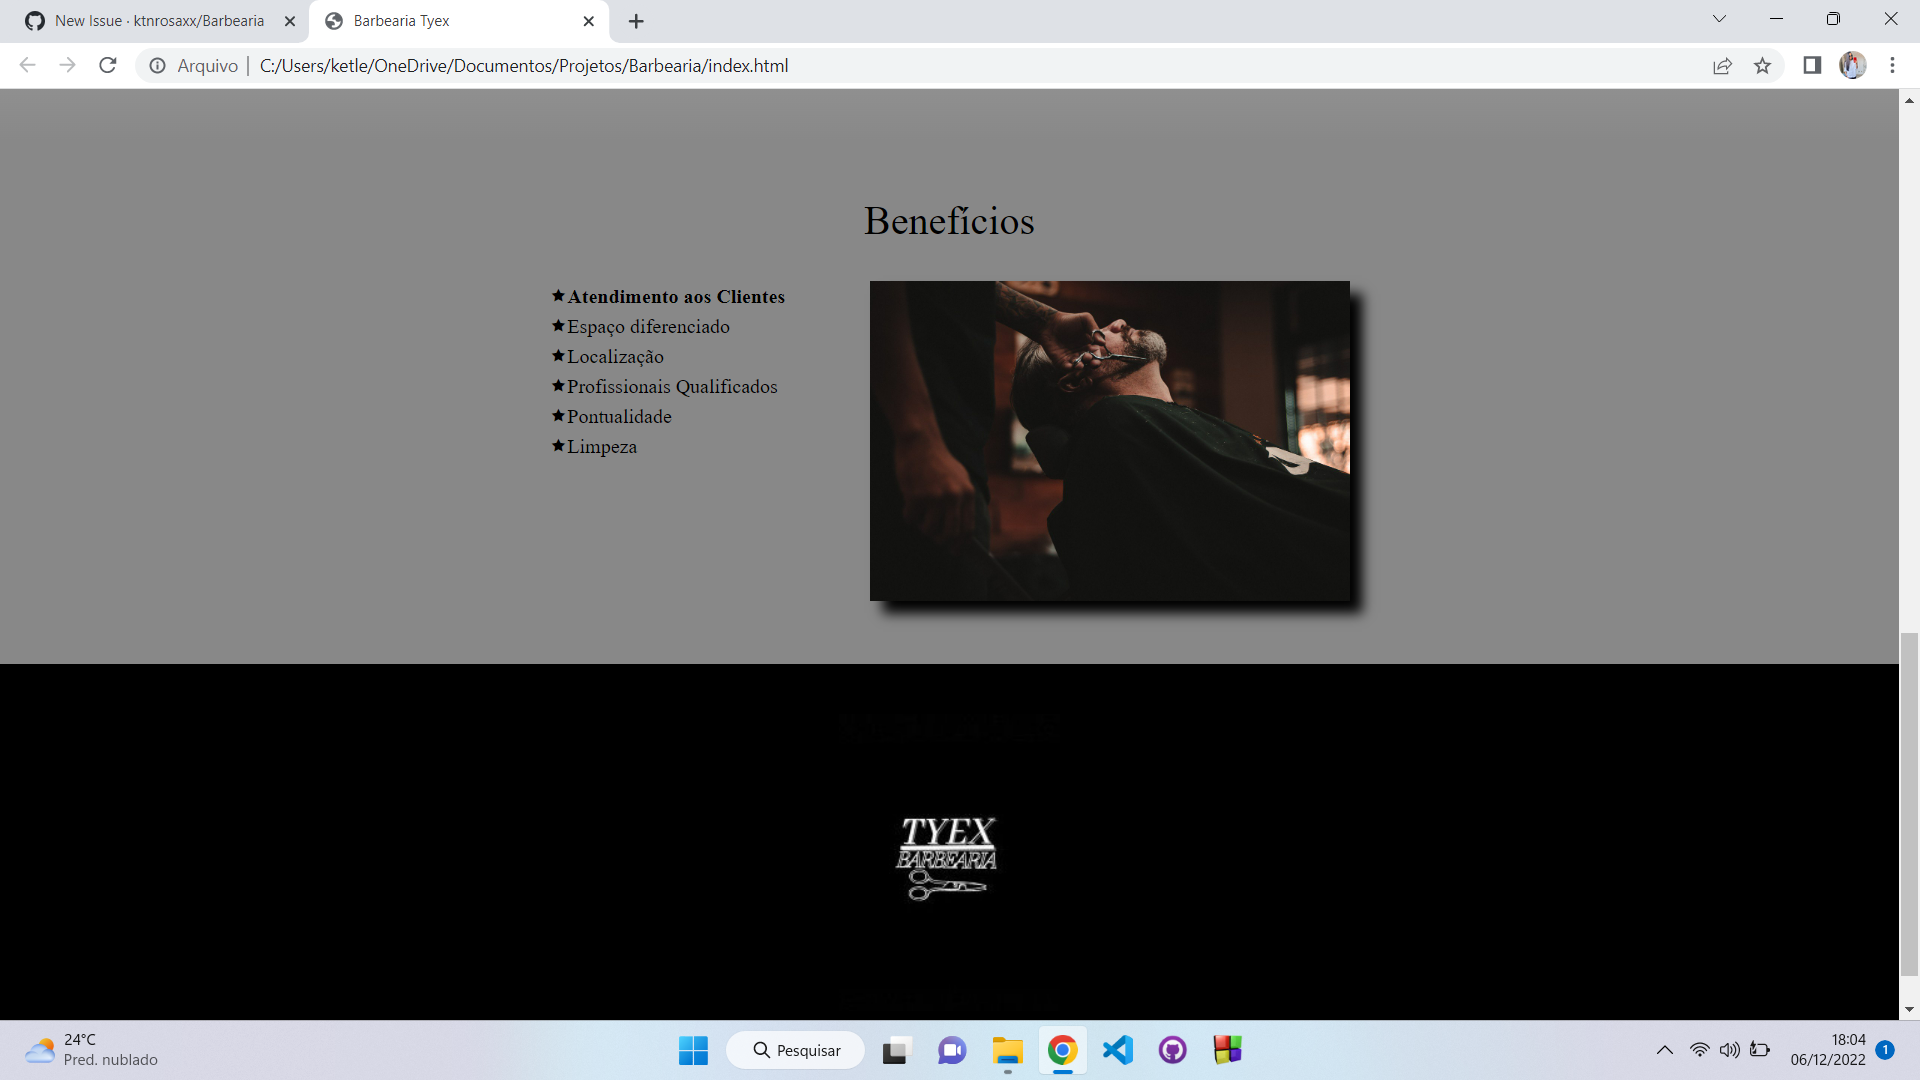 New Issue · ktnrosaxx/Barbearia
Barbearia Tyex
Arquivo
C:/Users/ketle/OneDrive/Documentos/Projetos/Barbearia/index.html
Benefícios
Atendimento aos Clientes
Espaço diferenciado
Localização
Profissionais Qualificados
Pontualidade
Limpeza
TYEX
BARBEARIA
24°C
Pred. nublado
Pesquisar
18:04
06/12/2022
1